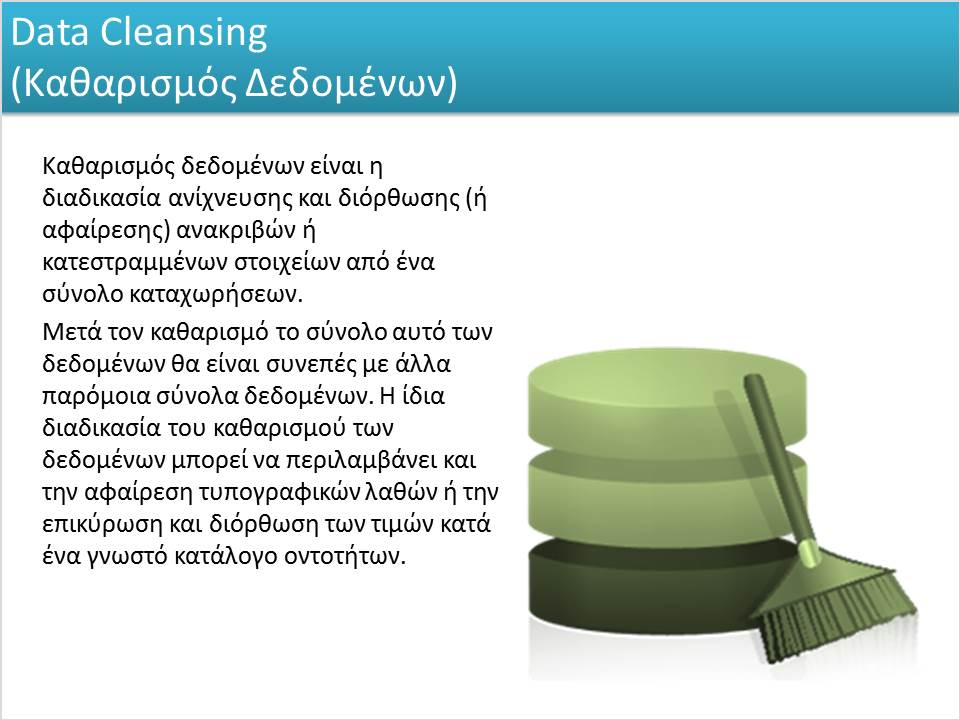 Data Cleansing
(Καθαρισμός Δεδομένων)
Καθαρισμός δεδομένων είναι η
διαδικασία ανίχνευσης και διόρθωσης (ή
αφαίρεσης) ανακριβών ή
κατεστραμμένων στοιχείων από ένα
σύνολο καταχωρήσεων.
Μετά τον καθαρισμό το σύνολο αυτό των
δεδομένων θα είναι συνεπές με άλλα
παρόμοια σύνολα δεδομένων. Η ίδια
διαδικασία του καθαρισμού των
δεδομένων μπορεί να περιλαμβάνει και
την αφαίρεση τυπογραφικών λαθών ή την
επικύρωση και διόρθωση των τιμών κατά
ένα γνωστό κατάλογο οντοτήτων.